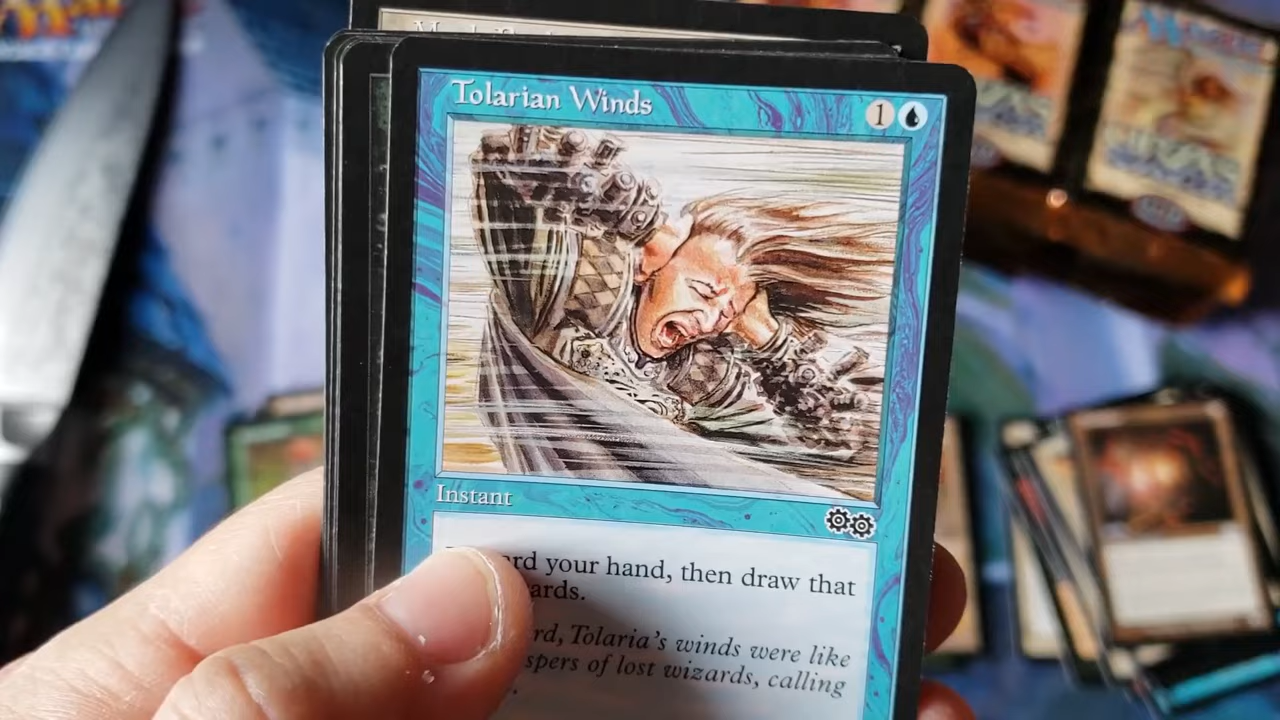 Tolarian Winds
1
Instant
ard your hand, then draw that
ards.
rd, Tolaria's winds were like
spers of lost wizards, calling
.